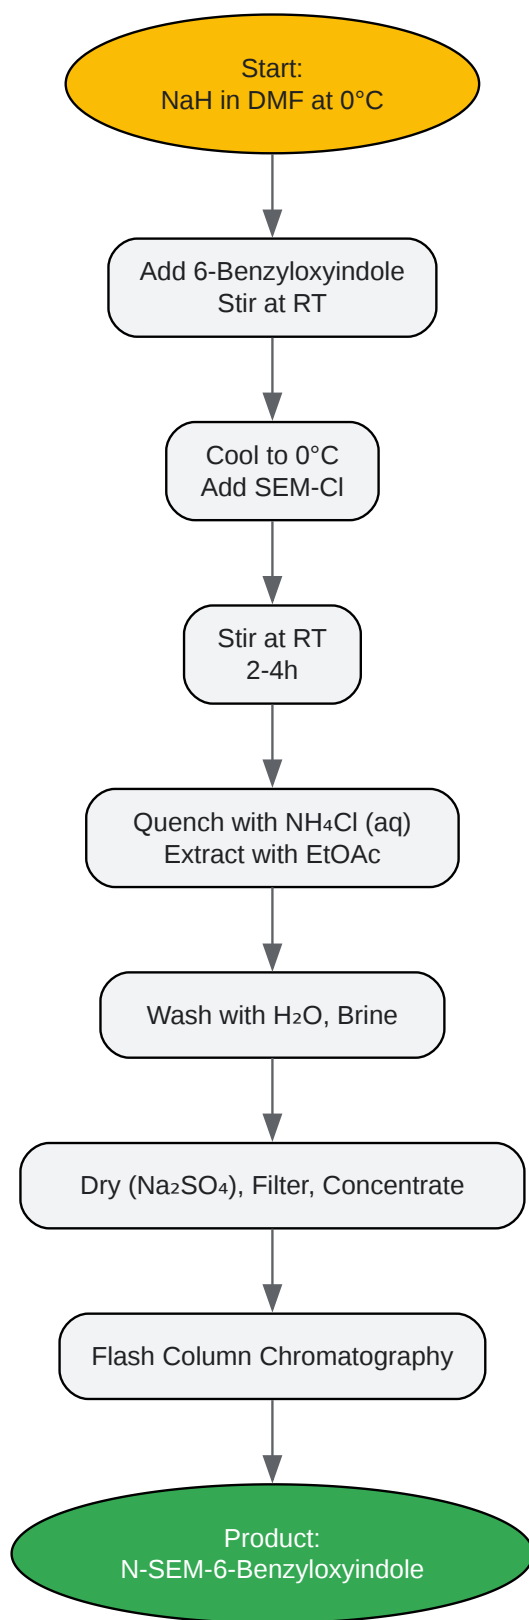 Start:
NaH in DMF at 0°C
Add 6-Benzyloxyindole
Stir at RT
Cool to 0°C
Add SEM-Cl
Stir at RT
2-4h
Quench with NH₄Cl (aq)
Extract with EtOAc
Wash with H₂O, Brine
Dry (Na₂SO₄), Filter, Concentrate
Flash Column Chromatography
Product:
N-SEM-6-Benzyloxyindole